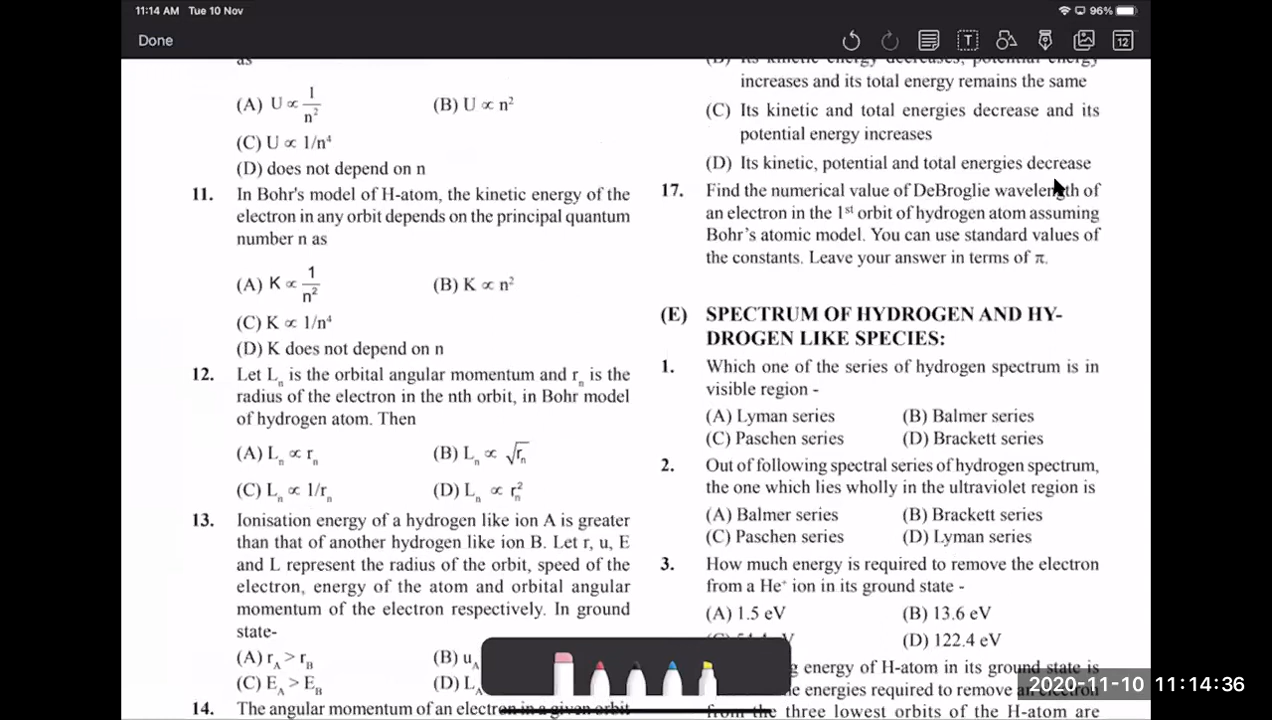 11:14 AM Tue 10 Nov
96%
Done
12
as
(A) U ∝ 1/n²
(B) U ∝ n²
(C) U ∝ 1/n⁴
(D) does not depend on n
11. In Bohr's model of H-atom, the kinetic energy of the
electron in any orbit depends on the principal quantum
number n as
(A) K ∝ 1/n²
(B) K ∝ n²
(C) K ∝ 1/n⁴
(D) K does not depend on n
12. Let Lₙ is the orbital angular momentum and rₙ is the
radius of the electron in the nth orbit, in Bohr model
of hydrogen atom. Then
(A) Lₙ ∝ rₙ
(B) Lₙ ∝ √rₙ
(C) Lₙ ∝ 1/rₙ
(D) Lₙ ∝ rₙ²
13. Ionisation energy of a hydrogen like ion A is greater
than that of another hydrogen like ion B. Let r, u, E
and L represent the radius of the orbit, speed of the
electron, energy of the atom and orbital angular
momentum of the electron respectively. In ground
state-
(A) r_A > r_B
(B) u_A
(C) E_A > E_B
(D) L_A
14. The angular momentum of an electron in a given orbit
(B) Its kinetic energy decreases, potential energy
increases and its total energy remains the same
(C) Its kinetic and total energies decrease and its
potential energy increases
(D) Its kinetic, potential and total energies decrease
17. Find the numerical value of DeBroglie wavelength of
an electron in the 1st orbit of hydrogen atom assuming
Bohr's atomic model. You can use standard values of
the constants. Leave your answer in terms of π.
(E) SPECTRUM OF HYDROGEN AND HY-
DROGEN LIKE SPECIES:
1. Which one of the series of hydrogen spectrum is in
visible region -
(A) Lyman series
(B) Balmer series
(C) Paschen series
(D) Brackett series
2. Out of following spectral series of hydrogen spectrum,
the one which lies wholly in the ultraviolet region is
(A) Balmer series
(B) Brackett series
(C) Paschen series
(D) Lyman series
3. How much energy is required to remove the electron
from a He⁺ ion in its ground state -
(A) 1.5 eV
(B) 13.6 eV
(D) 122.4 eV
energy of H-atom in its ground state is
energies required to remove an electron
from the three lowest orbits of the H-atom are
2020-11-10 11:14:36